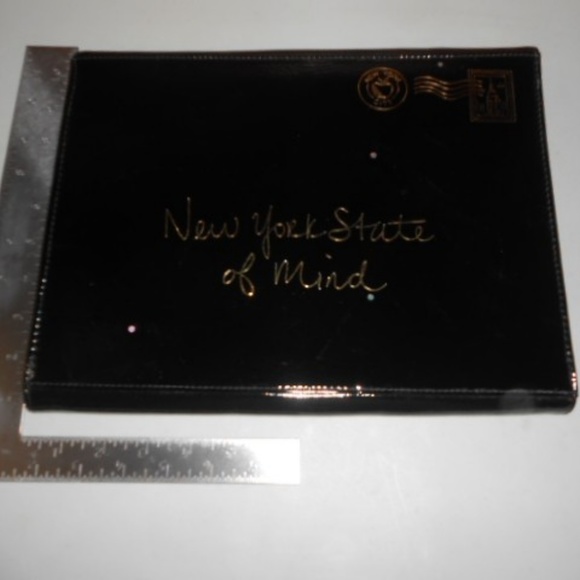 New York State
of Mind